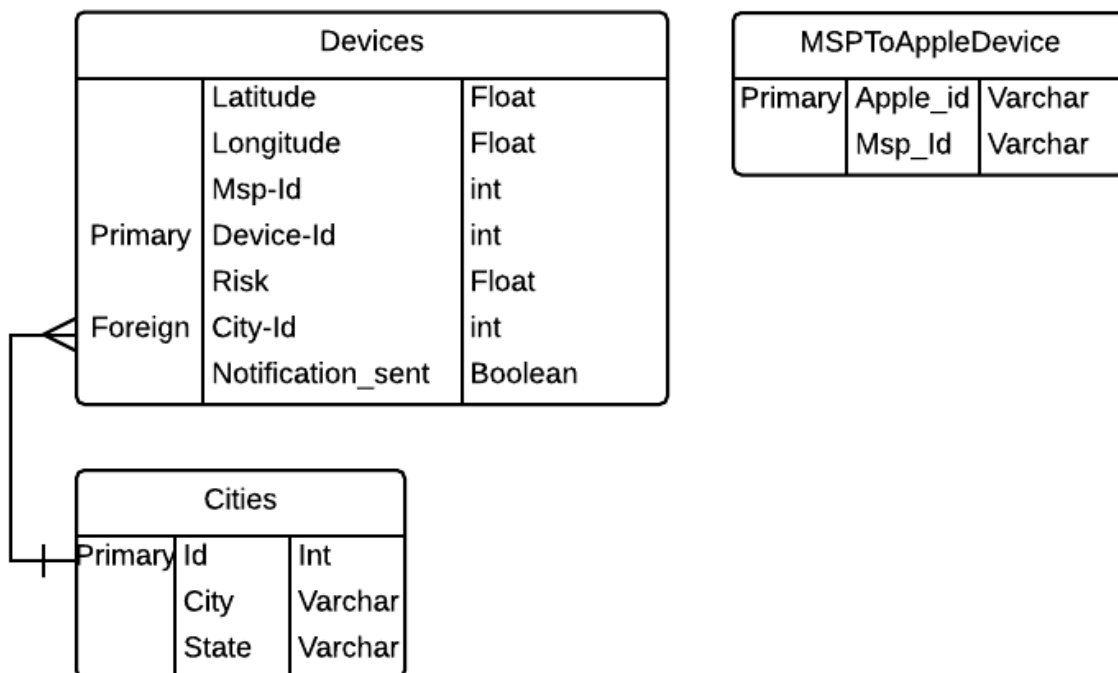 Devices
Latitude Float
Longitude Float
Msp-Id int
Primary Device-Id int
Risk Float
Foreign City-Id int
Notification_sent Boolean
MSPToAppleDevice
Primary Apple_id Varchar
Msp_Id Varchar
Cities
Primary Id Int
City Varchar
State Varchar